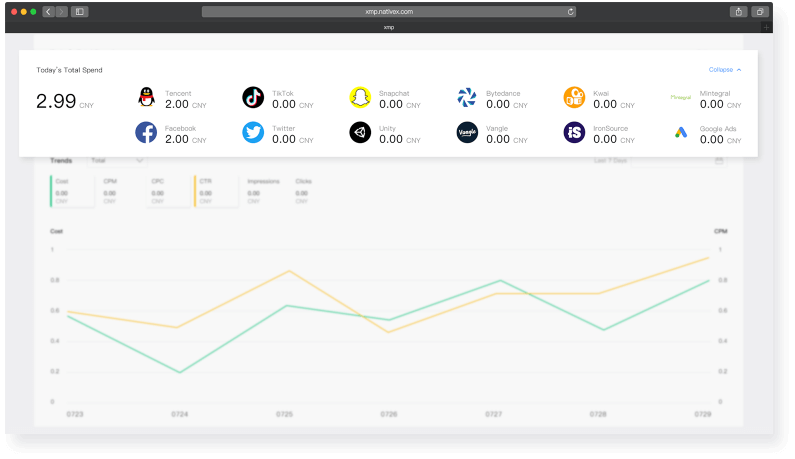 xmp.nativex.com
xmp
Today's Total Spend
Collapse
2.99 CNY
Tencent
2.00 CNY
TikTok
0.00 CNY
Snapchat
0.00 CNY
Bytedance
0.00 CNY
Kwai
0.00 CNY
Mintegral
Mintegral
0.00 CNY
Facebook
2.00 CNY
Twitter
0.00 CNY
Unity
0.00 CNY
Vungle
Vangle
0.00 CNY
iS
IronSource
0.00 CNY
Google Ads
0.00 CNY
Trends
Total
Last 7 Days
Cost
0.00
CNY
CPM
0.00
CNY
CPC
0.00
CNY
CTR
0.00
CNY
Impressions
0.00
CNY
Clicks
0.00
CNY
Cost
CPM
1
0.8
0.6
0.4
0.2
0
1
0.8
0.6
0.4
0.2
0
0723
0724
0725
0726
0727
0728
0729